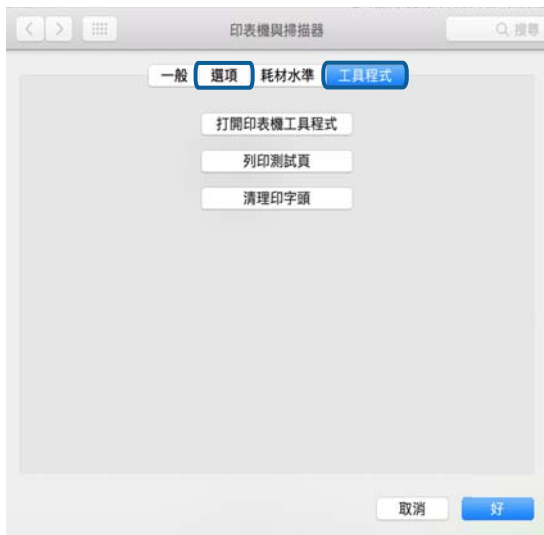 印表機與掃描器
搜尋
一般 選項 耗材水準 工具程式
打開印表機工具程式
列印測試頁
清理印字頭
取消 好